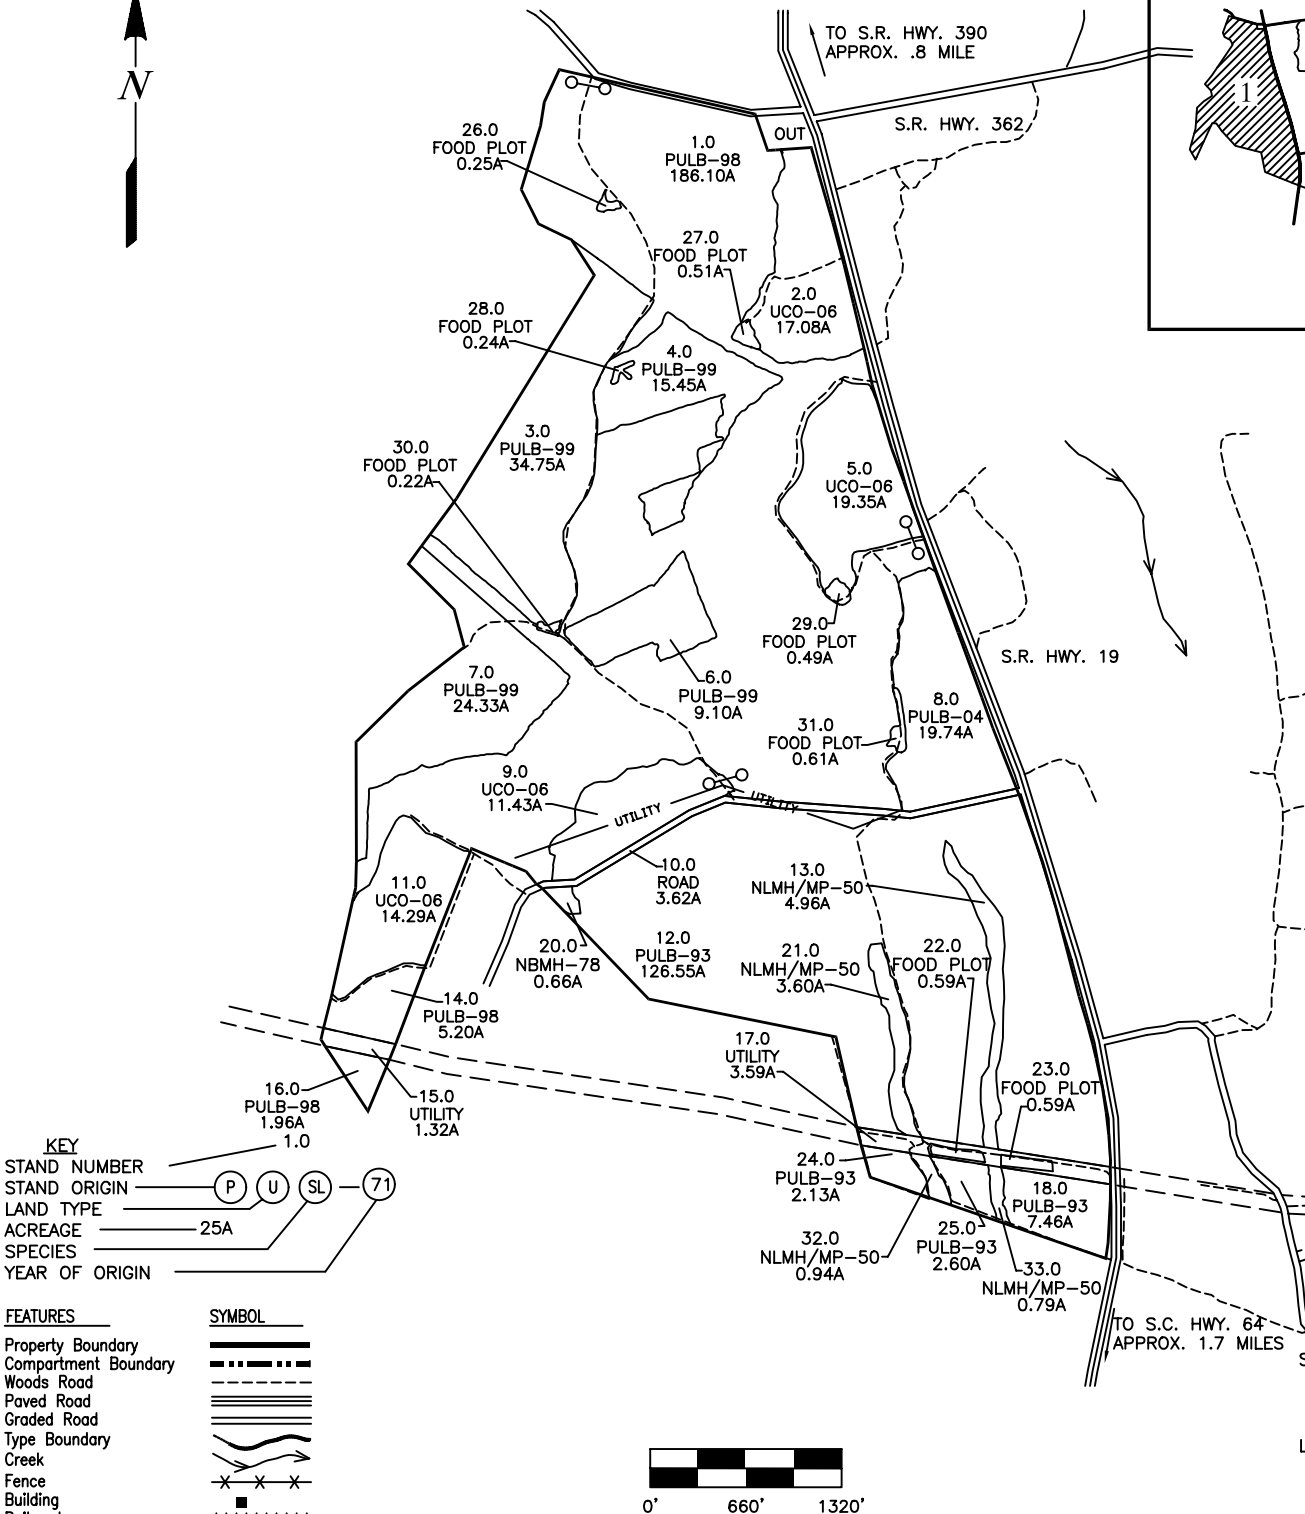 TO S.R. HWY. 390
APPROX. .8 MILE
N
1
S.R. HWY. 362
OUT
1.0
PULB-98
186.10A
26.0
FOOD PLOT
0.25A
27.0
FOOD PLOT
0.51A
2.0
UCO-06
17.08A
28.0
FOOD PLOT
0.24A
4.0
PULB-99
15.45A
3.0
PULB-99
34.75A
30.0
FOOD PLOT
0.22A
5.0
UCO-06
19.35A
29.0
FOOD PLOT
0.49A
S.R. HWY. 19
7.0
PULB-99
24.33A
6.0
PULB-99
9.10A
8.0
PULB-04
19.74A
31.0
FOOD PLOT
0.61A
9.0
UCO-06
11.43A
UTILITY
UTILITY
10.0
ROAD
3.62A
13.0
NLMH/MP-50
4.96A
11.0
UCO-06
14.29A
20.0
NBMH-78
0.66A
12.0
PULB-93
126.55A
21.0
NLMH/MP-50
3.60A
22.0
FOOD PLOT
0.59A
14.0
PULB-98
5.20A
17.0
UTILITY
3.59A
23.0
FOOD PLOT
0.59A
16.0
PULB-98
1.96A
15.0
UTILITY
1.32A
24.0
PULB-93
2.13A
18.0
PULB-93
7.46A
32.0
NLMH/MP-50
0.94A
25.0
PULB-93
2.60A
33.0
NLMH/MP-50
0.79A
TO S.C. HWY. 64
APPROX. 1.7 MILES
KEY
STAND NUMBER 1.0
STAND ORIGIN P U SL 71
LAND TYPE
ACREAGE 25A
SPECIES
YEAR OF ORIGIN
FEATURES SYMBOL
Property Boundary
Compartment Boundary
Woods Road
Paved Road
Graded Road
Type Boundary
Creek
Fence
Building
0' 660' 1320'